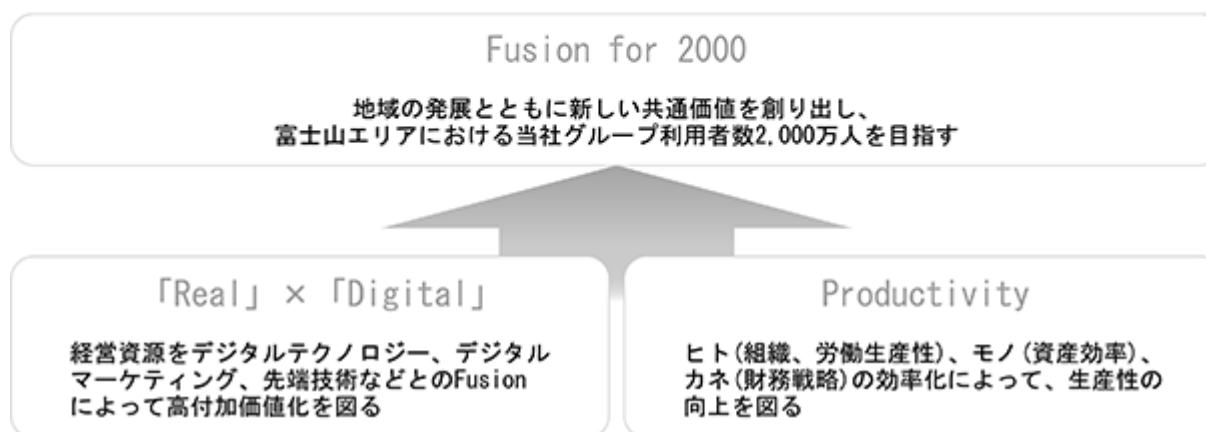 Fusion for 2000
地域の発展とともに新しい共通価値を創り出し、
富士山エリアにおける当社グループ利用者数2,000万人を目指す
「Real」×「Digital」
経営資源をデジタルテクノロジー、デジタル
マーケティング、先端技術などとのFusion
によって高付加価値化を図る
Productivity
ヒト(組織、労働生産性)、モノ(資産効率)、
カネ(財務戦略)の効率化によって、生産性の
向上を図る